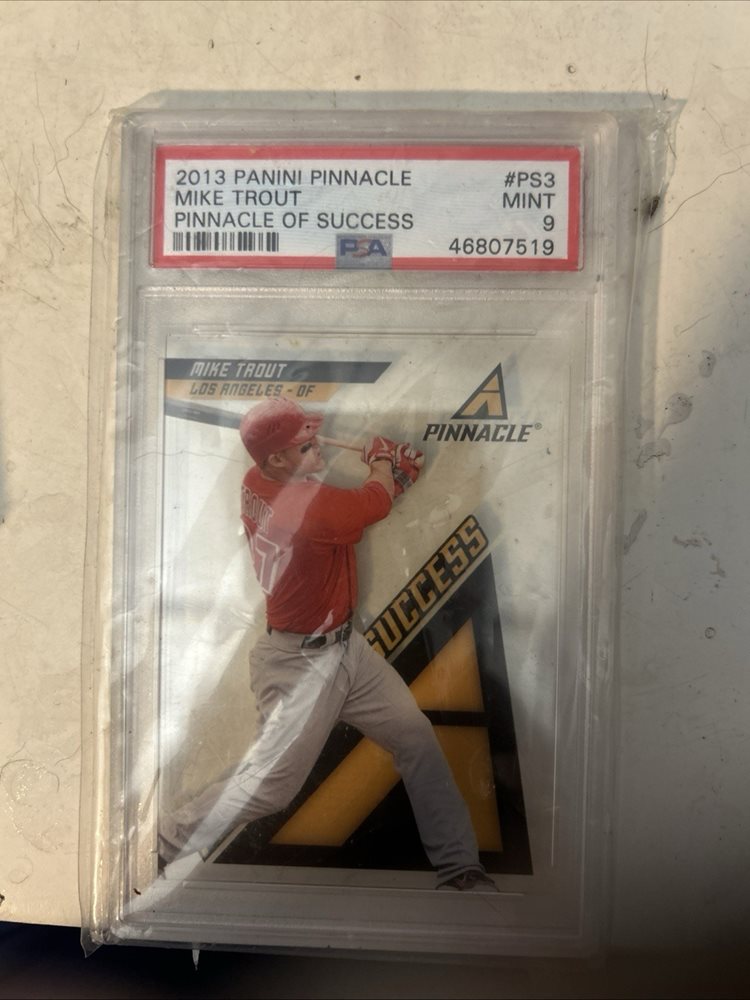 2013 PANINI PINNACLE #PS3
MIKE TROUT MINT
PINNACLE OF SUCCESS 9
PSA 46807519
MIKE TROUT
LOS ANGELES - OF
PINNACLE®
SUCCESS